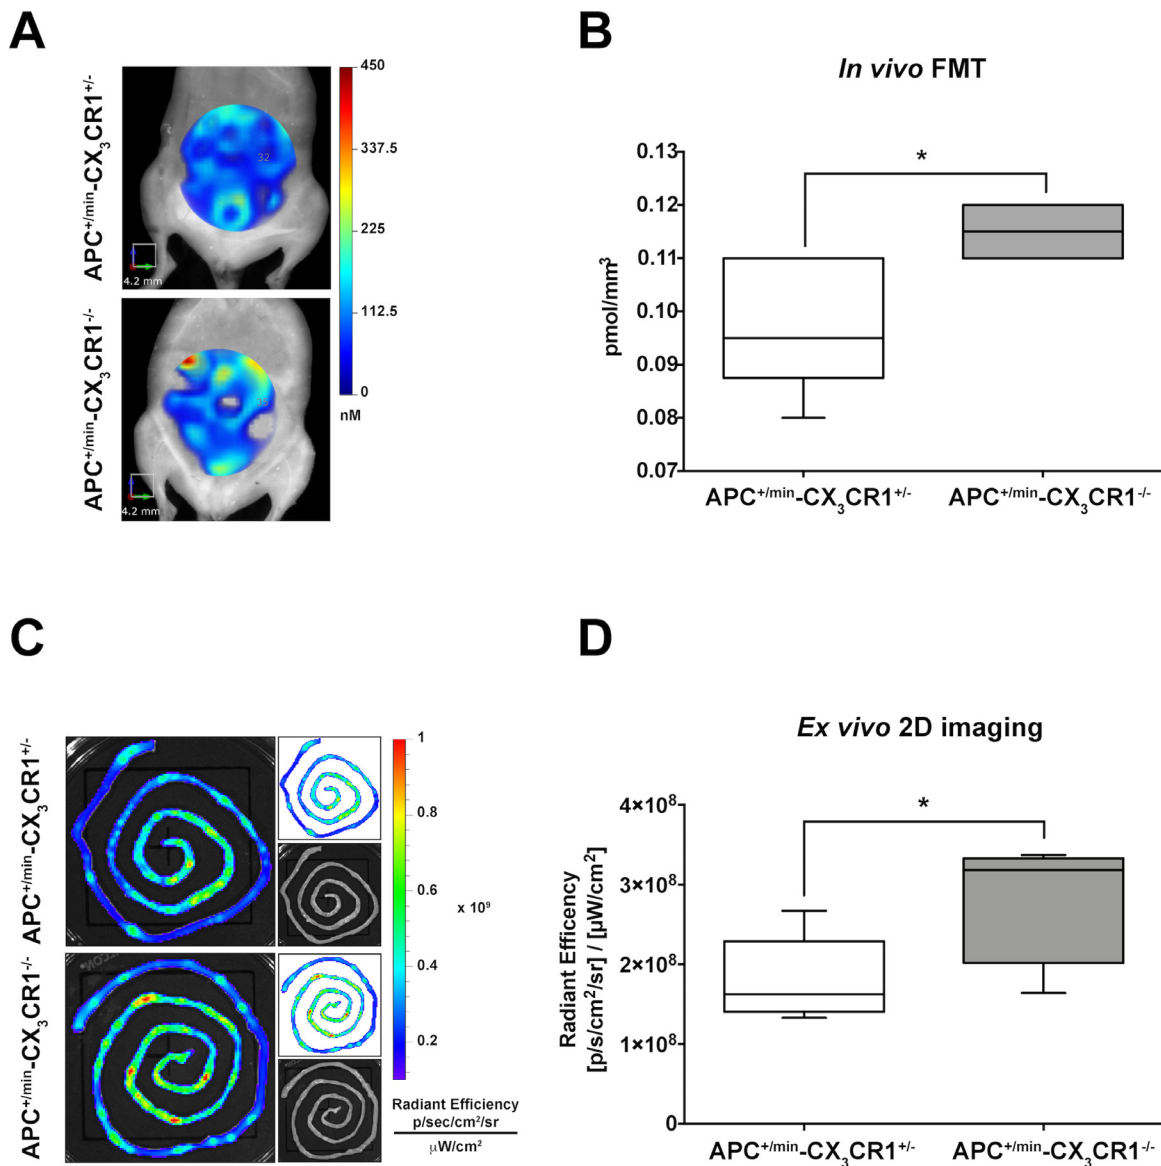 A
APC⁺/ᵐⁱⁿ-CX₃CR1⁺/⁻
APC⁺/ᵐⁱⁿ-CX₃CR1⁻/⁻
32
4.2 mm
4.2 mm
450
337.5
225
112.5
0
nM
B
In vivo FMT
*
0.13
0.12
0.11
0.10
0.09
0.08
0.07
pmol/mm³
APC⁺/ᵐⁱⁿ-CX₃CR1⁺/⁻
APC⁺/ᵐⁱⁿ-CX₃CR1⁻/⁻
C
APC⁺/ᵐⁱⁿ-CX₃CR1⁺/⁻
APC⁺/ᵐⁱⁿ-CX₃CR1⁻/⁻
1
0.8
0.6
x 10⁹
0.4
0.2
Radiant Efficiency
p/sec/cm²/sr
µW/cm²
D
Ex vivo 2D imaging
*
4×10⁸
3×10⁸
2×10⁸
1×10⁸
0
Radiant Efficency
[p/s/cm²/sr] / [µW/cm²]
APC⁺/ᵐⁱⁿ-CX₃CR1⁺/⁻
APC⁺/ᵐⁱⁿ-CX₃CR1⁻/⁻